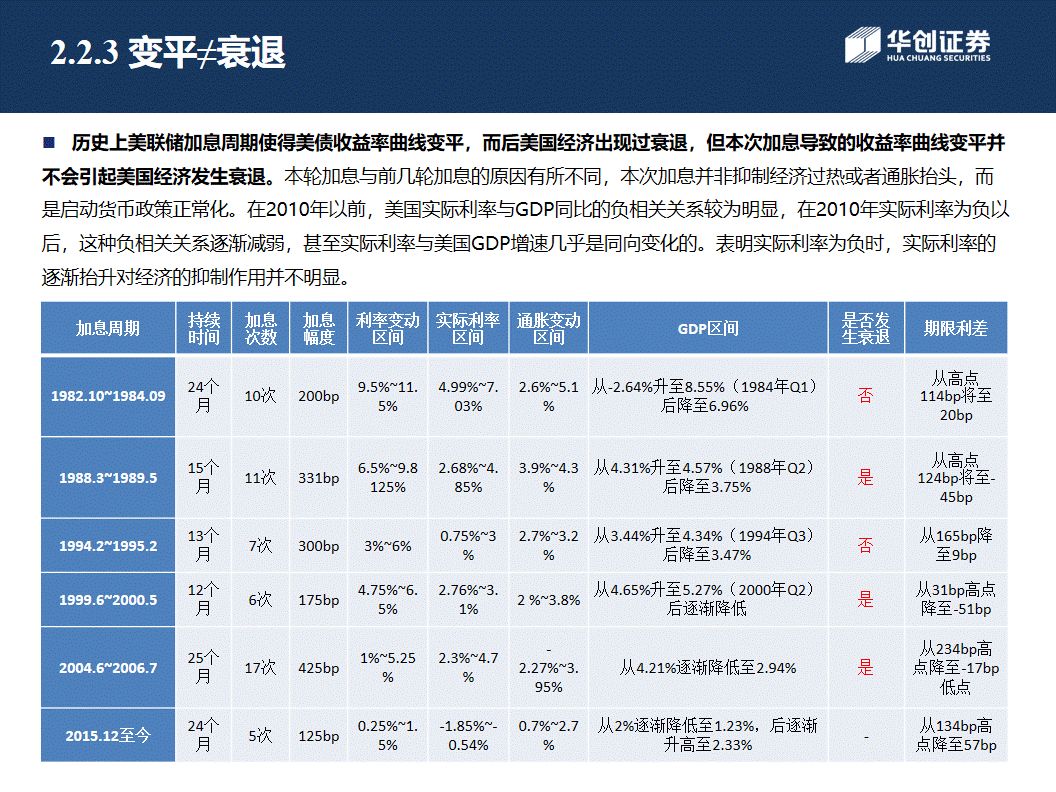 2.2.3 变平≠衰退
华创证券
HUA CHUANG SECURITIES
■ 历史上美联储加息周期使得美债收益率曲线变平，而后美国经济出现过衰退，但本次加息导致的收益率曲线变平并
不会引起美国经济发生衰退。本轮加息与前几轮加息的原因有所不同，本次加息并非抑制经济过热或者通胀抬头，而
是启动货币政策正常化。在2010年以前，美国实际利率与GDP同比的负相关关系较为明显，在2010年实际利率为负以
后，这种负相关关系逐渐减弱，甚至实际利率与美国GDP增速几乎是同向变化的。表明实际利率为负时，实际利率的
逐渐抬升对经济的抑制作用并不明显。
加息周期
持续
时间
加息
次数
加息
幅度
利率变动
区间
实际利率
区间
通胀变动
区间
GDP区间
是否发
生衰退
期限利差
1982.10~1984.09
24个
月
10次
200bp
9.5%~11.
5%
4.99%~7.
03%
2.6%~5.1
%
从-2.64%升至8.55%（1984年Q1）
后降至6.96%
否
从高点
114bp将至
20bp
1988.3~1989.5
15个
月
11次
331bp
6.5%~9.8
125%
2.68%~4.
85%
3.9%~4.3
%
从4.31%升至4.57%（1988年Q2）
后降至3.75%
是
从高点
124bp将至-
45bp
1994.2~1995.2
13个
月
7次
300bp
3%~6%
0.75%~3
%
2.7%~3.2
%
从3.44%升至4.34%（1994年Q3）
后降至3.47%
否
从165bp降
至9bp
1999.6~2000.5
12个
月
6次
175bp
4.75%~6.
5%
2.76%~3.
1%
2 %~3.8%
从4.65%升至5.27%（2000年Q2）
后逐渐降低
是
从31bp高点
降至-51bp
2004.6~2006.7
25个
月
17次
425bp
1%~5.25
%
2.3%~4.7
%
-
2.27%~3.
95%
从4.21%逐渐降低至2.94%
是
从234bp高
点降至-17bp
低点
2015.12至今
24个
月
5次
125bp
0.25%~1.
5%
-1.85%~-
0.54%
0.7%~2.7
%
从2%逐渐降低至1.23%，后逐渐
升高至2.33%
-
从134bp高
点降至57bp